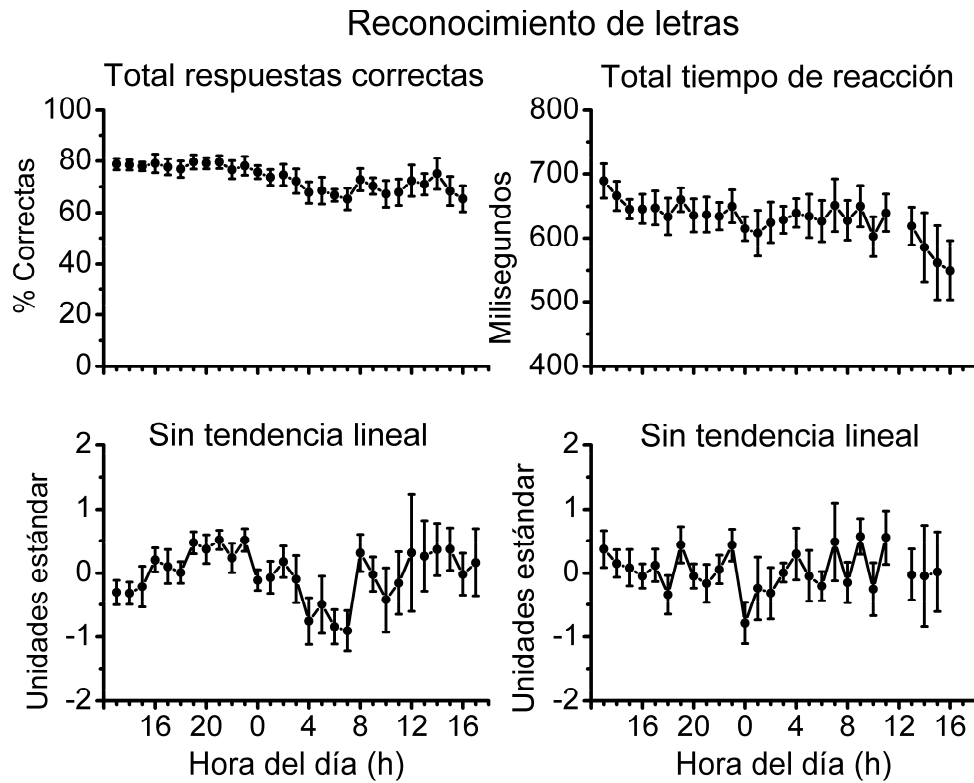 Reconocimiento de letras
Total respuestas correctas
Total tiempo de reacción
100
80
60
40
20
0
% Correctas
800
700
600
500
400
Milisegundos
Sin tendencia lineal
Sin tendencia lineal
2
1
0
-1
-2
Unidades estándar
16 20 0 4 8 12 16
Hora del día (h)
2
1
0
-1
-2
Unidades estándar
16 20 0 4 8 12 16
Hora del día (h)